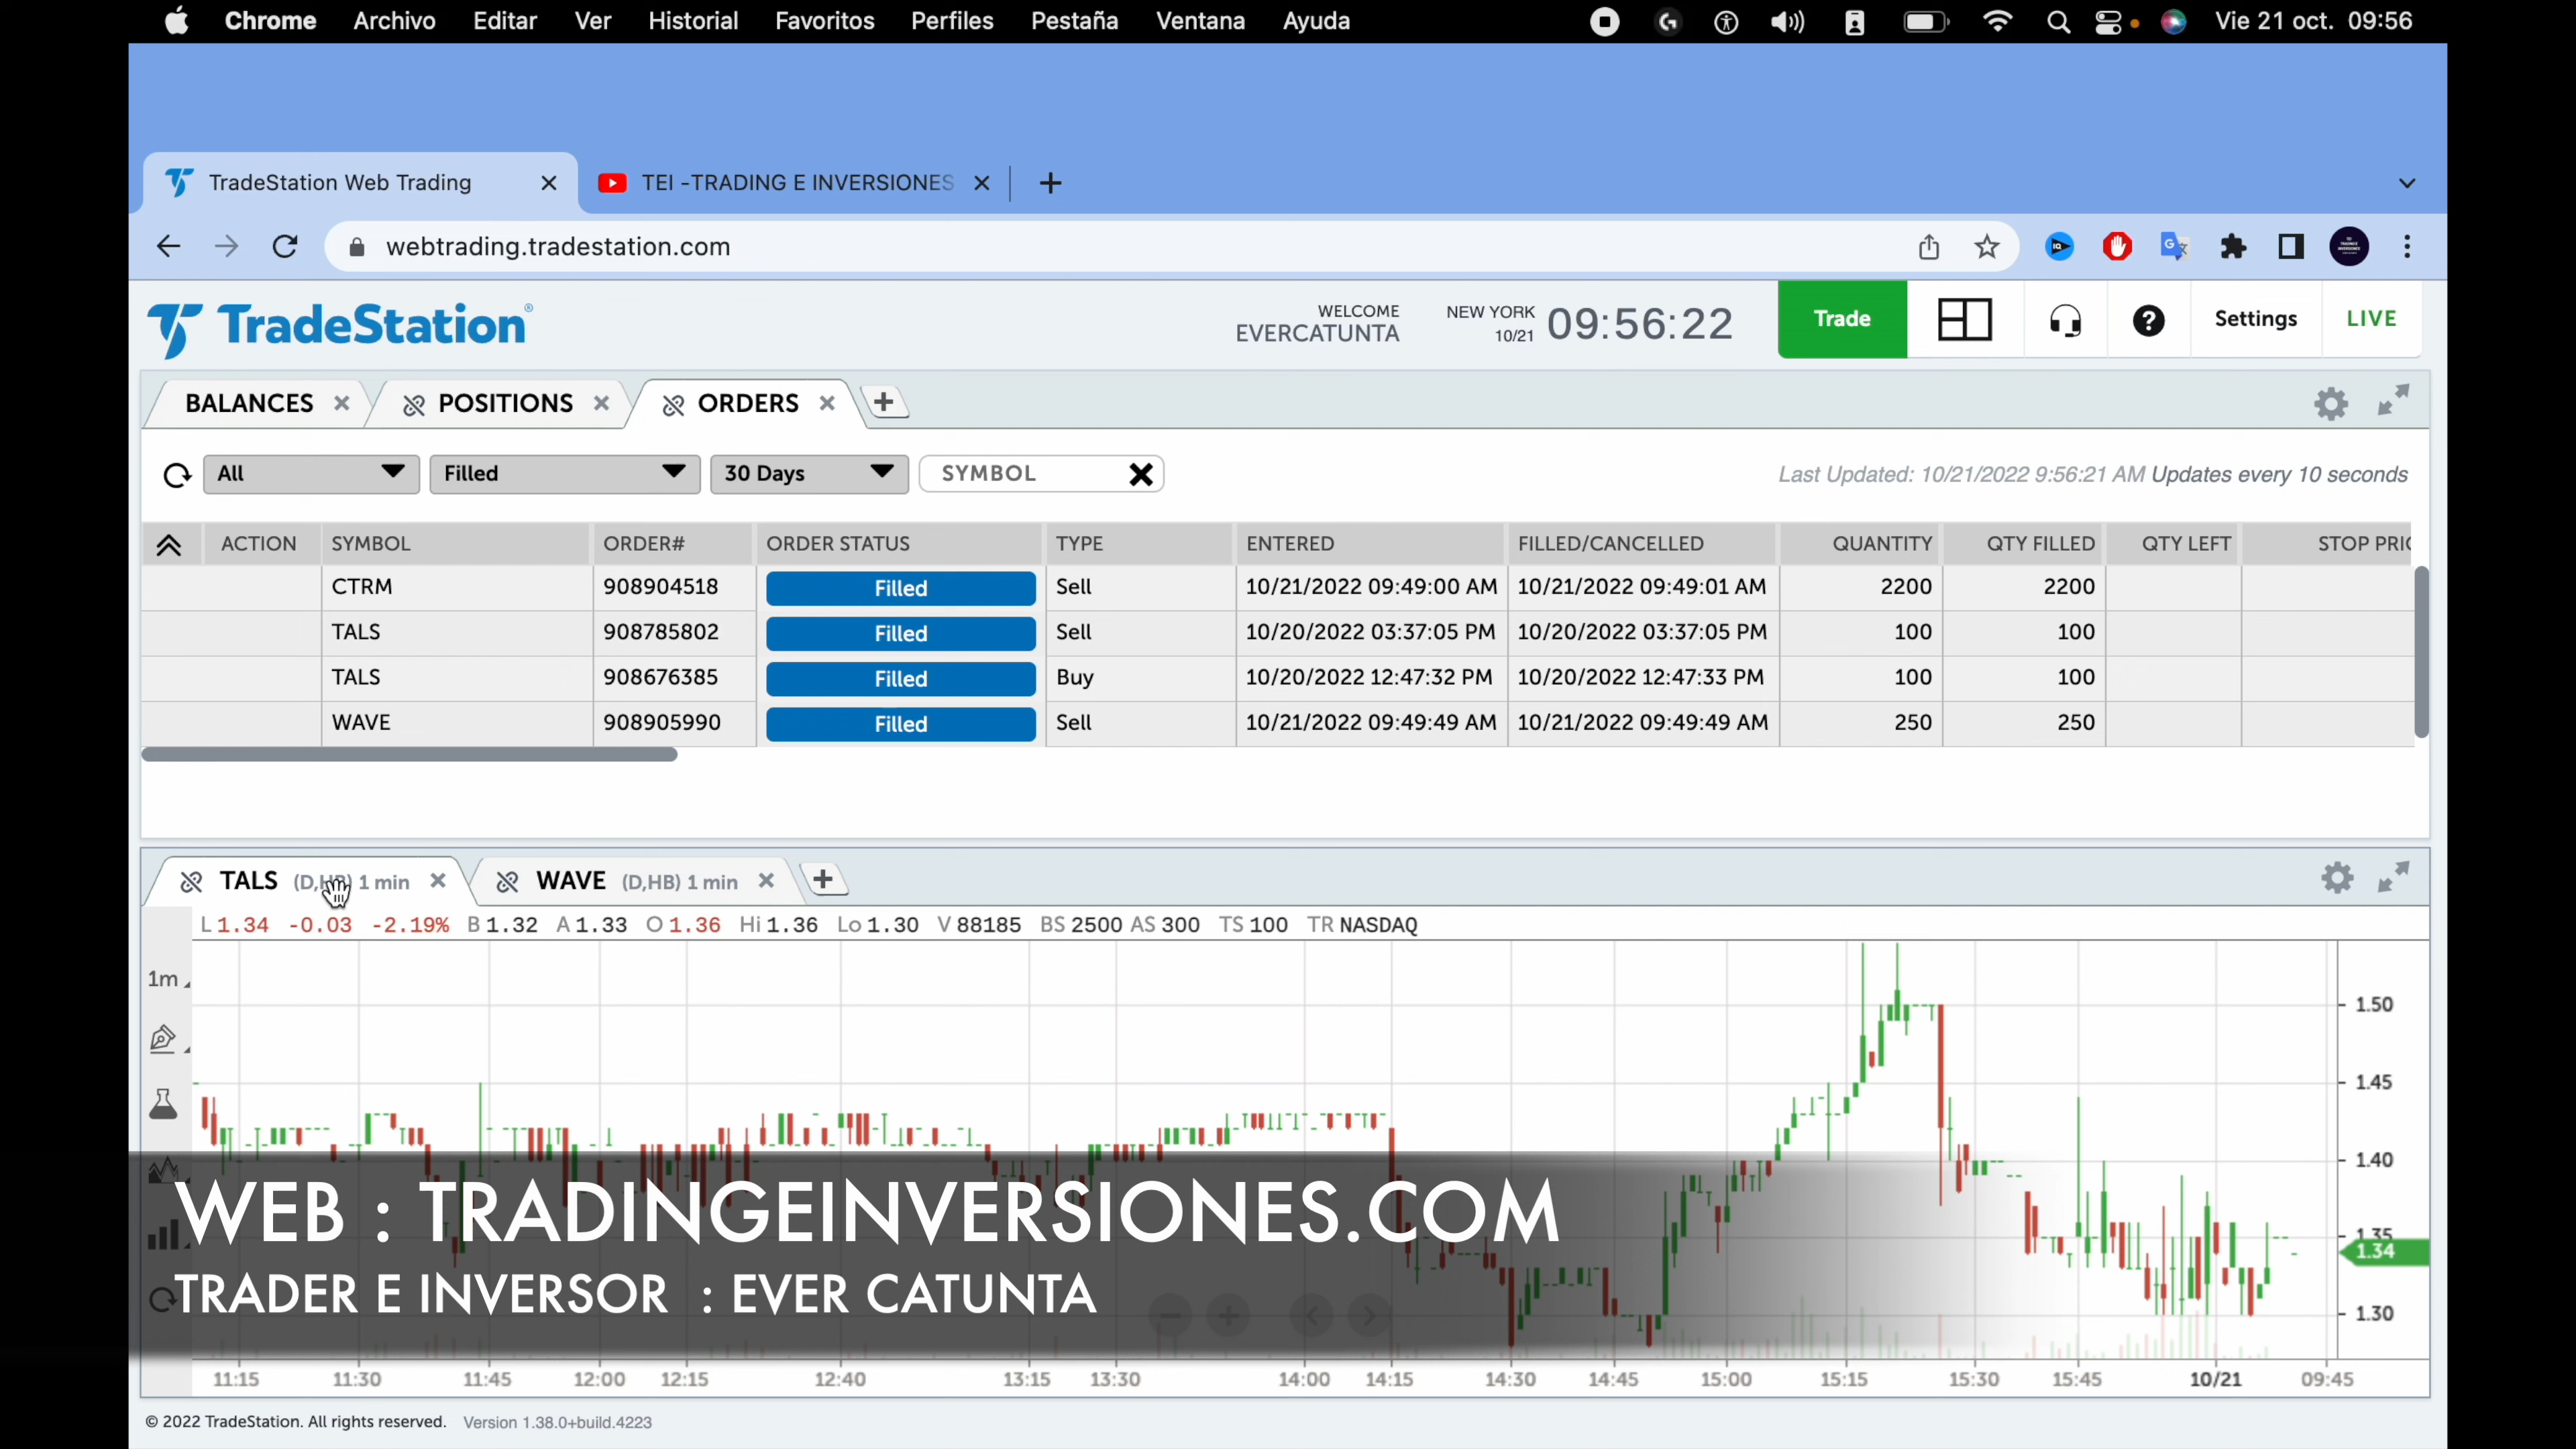 Chrome Archivo Editar Ver Historial Favoritos Perfiles Pestaña Ventana Ayuda Vie 21 oct. 09:56
TradeStation Web Trading TEI -TRADING E INVERSIONES
webtrading.tradestation.com
TradeStation® WELCOME EVERCATUNTA NEW YORK 10/21 09:56:22 Trade Settings LIVE
BALANCES POSITIONS ORDERS
All Filled 30 Days SYMBOL Last Updated: 10/21/2022 9:56:21 AM Updates every 10 seconds
ACTION SYMBOL ORDER# ORDER STATUS TYPE ENTERED FILLED/CANCELLED QUANTITY QTY FILLED QTY LEFT STOP PRIC
CTRM 908904518 Filled Sell 10/21/2022 09:49:00 AM 10/21/2022 09:49:01 AM 2200 2200
TALS 908785802 Filled Sell 10/20/2022 03:37:05 PM 10/20/2022 03:37:05 PM 100 100
TALS 908676385 Filled Buy 10/20/2022 12:47:32 PM 10/20/2022 12:47:33 PM 100 100
WAVE 908905990 Filled Sell 10/21/2022 09:49:49 AM 10/21/2022 09:49:49 AM 250 250
TALS (D,HB) 1 min WAVE (D,HB) 1 min
L 1.34 -0.03 -2.19% B 1.32 A 1.33 O 1.36 Hi 1.36 Lo 1.30 V 88185 BS 2500 AS 300 TS 100 TR NASDAQ
1m
1.50
1.45
1.40
1.35
1.34
1.30
WEB : TRADINGEINVERSIONES.COM
TRADER E INVERSOR : EVER CATUNTA
11:15 11:30 11:45 12:00 12:15 12:40 13:15 13:30 14:00 14:15 14:30 14:45 15:00 15:15 15:30 15:45 10/21 09:45
© 2022 TradeStation. All rights reserved. Version 1.38.0+build.4223